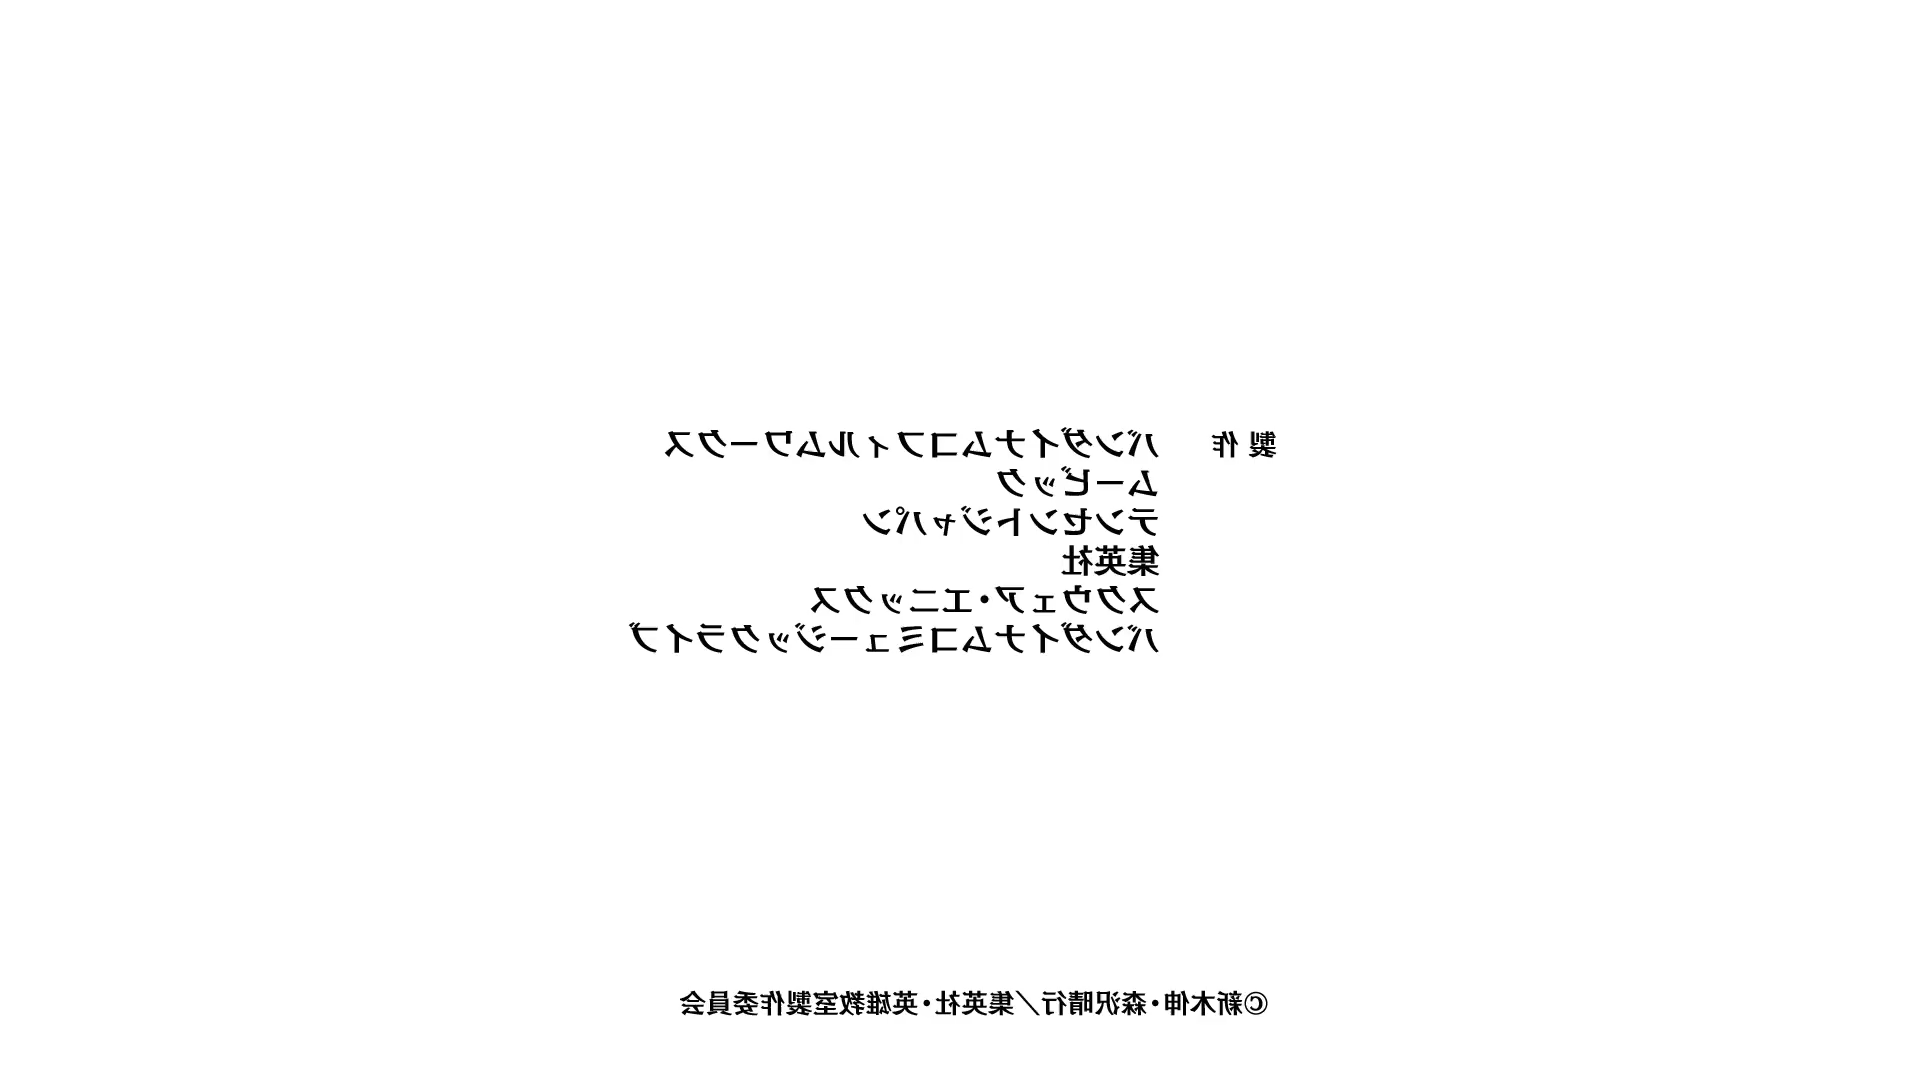 製作 バンダイナムコフィルムワークス
ムービック
テンセントジャパン
集英社
スクウェア・エニックス
バンダイナムコミュージックライブ
©新木伸・森沢晴行／集英社・英雄教室製作委員会